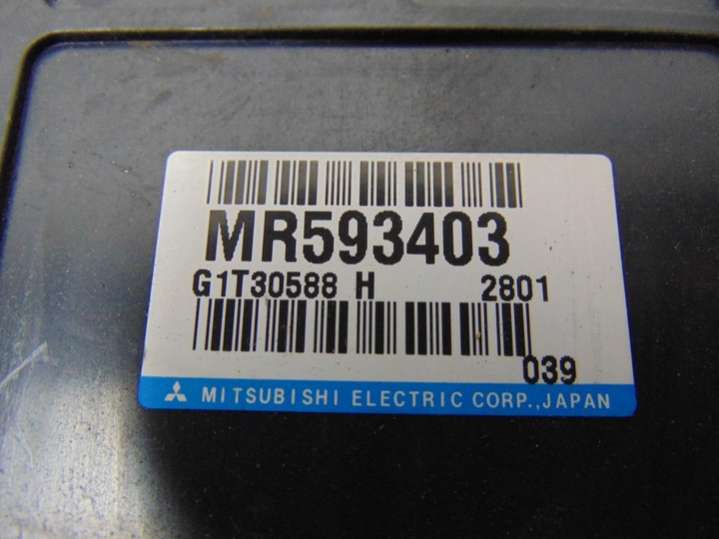 MR593403
G1T30588 H 2801
039
MITSUBISHI ELECTRIC CORP., JAPAN